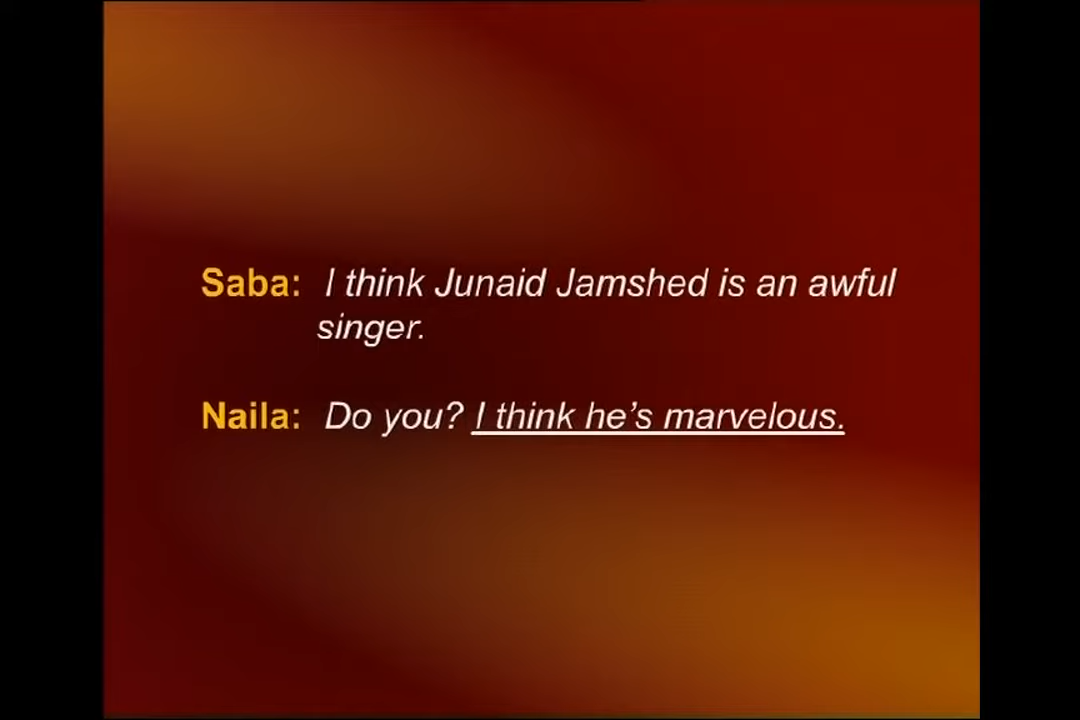 Saba: I think Junaid Jamshed is an awful
singer.
Naila: Do you? I think he’s marvelous.